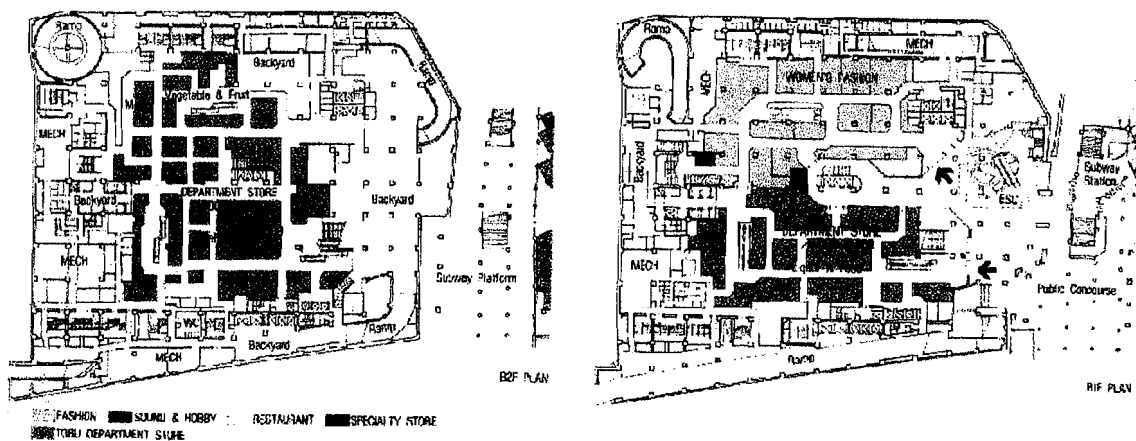 Ramp
Backyard
Ramp
Vegetable & Fruit
MECH
DEPARTMENT STORE
Backyard
Backyard
MECH
Subway Platform
WC
Ramp
Backyard
MECH
B2F PLAN
FASHION
RESTAURANT
SPECIALTY STORE
Ramp
MECH
MECH
WOMEN'S FASHION
Backyard
Subway
Station
ESC
DEPARTMENT STORE
MECH
Public Concourse
Ramp
B1F PLAN